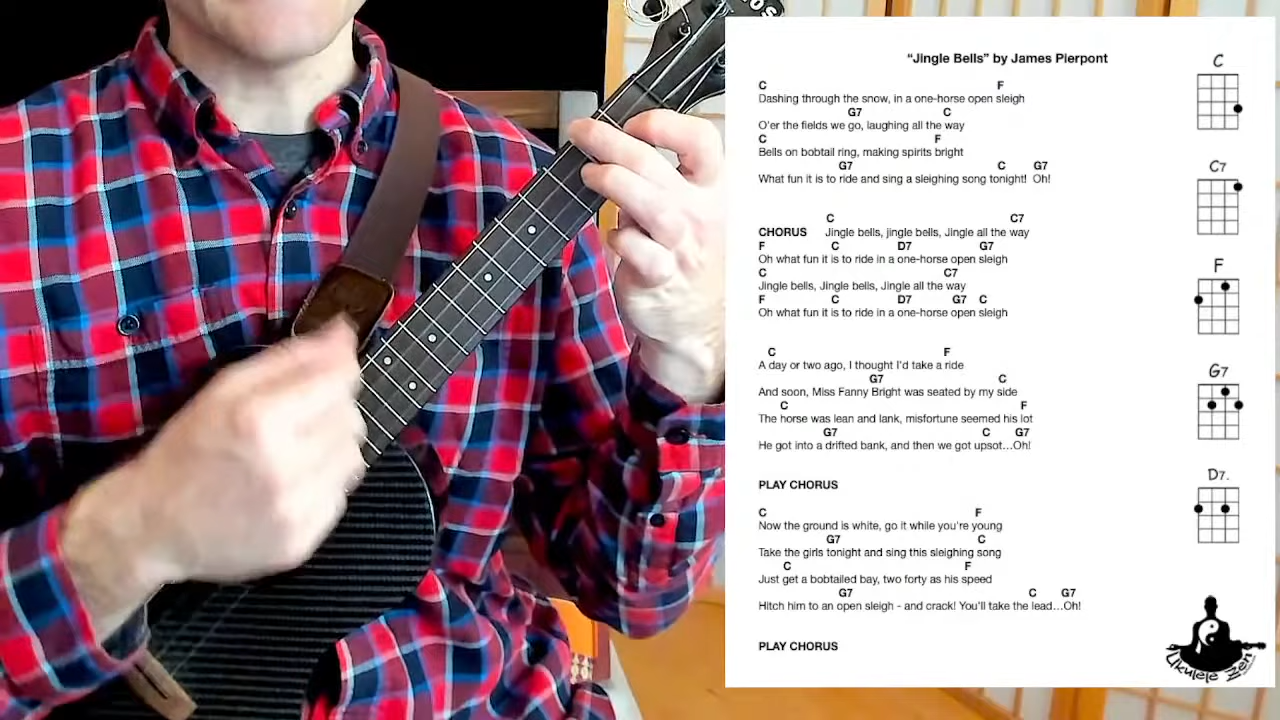 "Jingle Bells" by James Pierpont
C F
Dashing through the snow, in a one-horse open sleigh
G7 C
O'er the fields we go, laughing all the way
C F
Bells on bobtail ring, making spirits bright
G7 C G7
What fun it is to ride and sing a sleighing song tonight! Oh!
C C7
CHORUS Jingle bells, jingle bells, Jingle all the way
F C D7 G7
Oh what fun it is to ride in a one-horse open sleigh
C C7
Jingle bells, Jingle bells, Jingle all the way
F C D7 G7 C
Oh what fun it is to ride in a one-horse open sleigh
C F
A day or two ago, I thought I'd take a ride
G7 C
And soon, Miss Fanny Bright was seated by my side
C F
The horse was lean and lank, misfortune seemed his lot
G7 C G7
He got into a drifted bank, and then we got upsot...Oh!
PLAY CHORUS
C F
Now the ground is white, go it while you're young
G7 C
Take the girls tonight and sing this sleighing song
C F
Just get a bobtailed bay, two forty as his speed
G7 C G7
Hitch him to an open sleigh - and crack! You'll take the lead...Oh!
PLAY CHORUS
C
C7
F
G7
D7.
Ukulele Zen